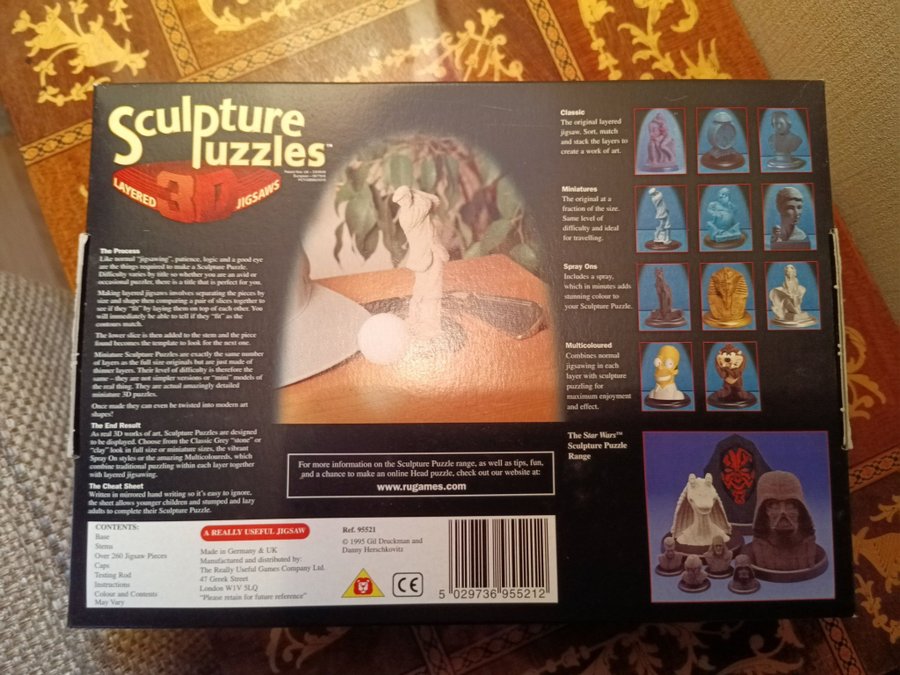 Sculpture
Puzzles™
LAYERED 3D JIGSAWS
The Process
Like normal "jigsawing", patience, logic and a good eye
are the things required to make a Sculpture Puzzle.
Difficulty varies by title so whether you are an avid or
occasional puzzler, there is a title that is perfect for you.
Making layered jigsaws involves separating the pieces by
size and shape then comparing a pair of slices together to
see if they "fit" by laying them on top of each other. You
will immediately be able to tell if they "fit" as the
contours match.
The lower slice is then added to the stem and the piece
found becomes the template to look for the next one.
Miniature Sculpture Puzzles are exactly the same number
of layers as the full size originals but are just made of
thinner layers. Their level of difficulty is therefore the
same – they are not simpler versions or "mini" models of
the real thing. They are actual amazingly detailed
miniature 3D puzzles.
Once made they can even be twisted into modern art
shapes!
The End Result
As real 3D works of art, Sculpture Puzzles are designed
to be displayed. Choose from the Classic Grey "stone" or
"clay" look in full size or miniature sizes, the vibrant
Spray On styles or the amazing Multicoloureds, which
combine traditional puzzling within each layer together
with layered jigsawing.
The Cheat Sheet
Written in mirrored hand writing so it's easy to ignore,
the sheet allows younger children and stumped and lazy
adults to complete their Sculpture Puzzle.
For more information on the Sculpture Puzzle range, as well as tips, fun,
and a chance to make an online Head puzzle, check out our website at:
www.rugames.com
Classic
The original layered
jigsaw. Sort, match
and stack the layers to
create a work of art.
Miniatures
The original at a
fraction of the size.
Same level of
difficulty and ideal
for travelling.
Spray Ons
Includes a spray,
which in minutes adds
stunning colour to
your Sculpture Puzzle.
Multicoloured
Combines normal
jigsawing in each
layer with sculpture
puzzling for
maximum enjoyment
and effect.
The Star Wars™
Sculpture Puzzle
Range
CONTENTS:
Base
Stems
Over 260 Jigsaw Pieces
Caps
Testing Rod
Instructions
Colour and Contents
May Vary
A REALLY USEFUL JIGSAW
Made in Germany & UK
Manufactured and distributed by:
The Really Useful Games Company Ltd.
47 Greek Street
London W1V 5LQ
"Please retain for future reference"
Ref. 95521
© 1995 Gil Druckman and
Danny Herschkovitz
CE
5 029736 955212